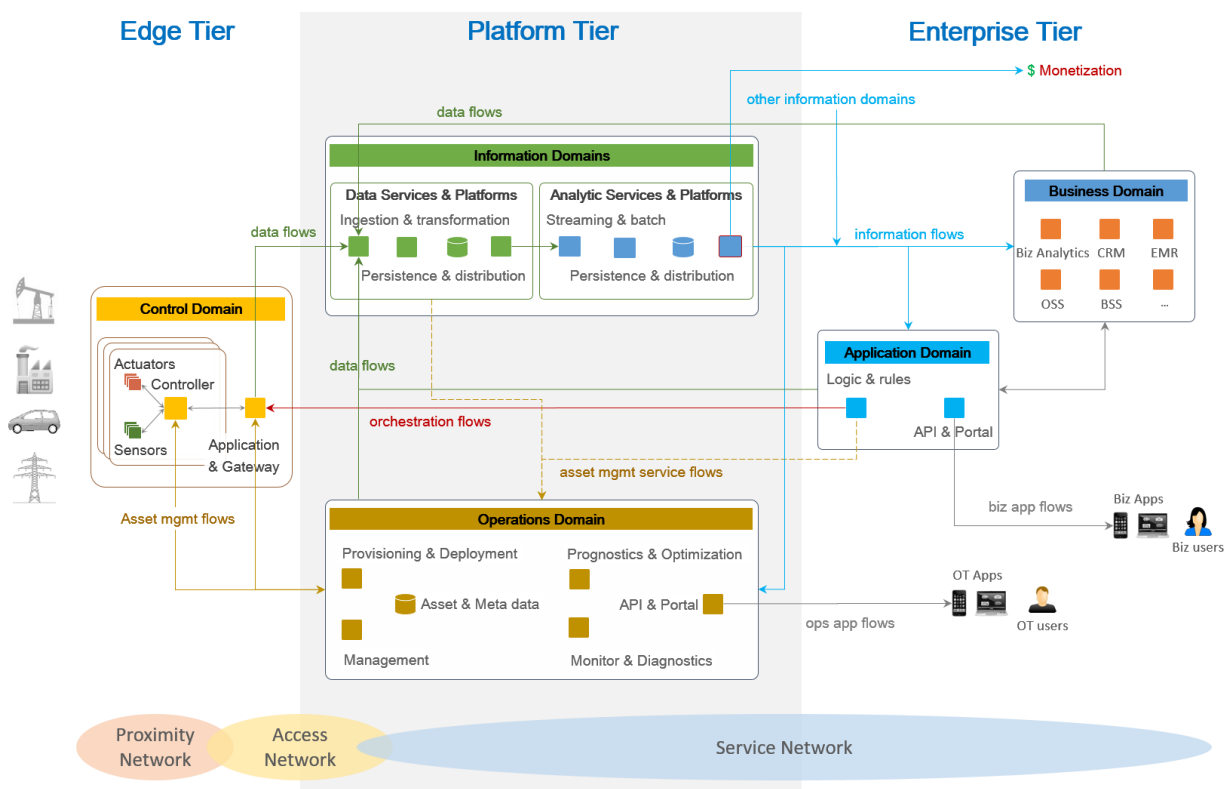 Edge Tier
Platform Tier
Enterprise Tier
$ Monetization
other information domains
data flows
Information Domains
Data Services & Platforms
Analytic Services & Platforms
Ingestion & transformation
Streaming & batch
Persistence & distribution
Persistence & distribution
data flows
information flows
Business Domain
Biz Analytics
CRM
EMR
OSS
BSS
...
Control Domain
Actuators
Controller
Sensors
Application
& Gateway
data flows
Application Domain
Logic & rules
API & Portal
orchestration flows
asset mgmt service flows
Asset mgmt flows
Operations Domain
Provisioning & Deployment
Prognostics & Optimization
Asset & Meta data
API & Portal
Management
Monitor & Diagnostics
biz app flows
Biz Apps
Biz users
OT Apps
ops app flows
OT users
Proximity
Network
Access
Network
Service Network